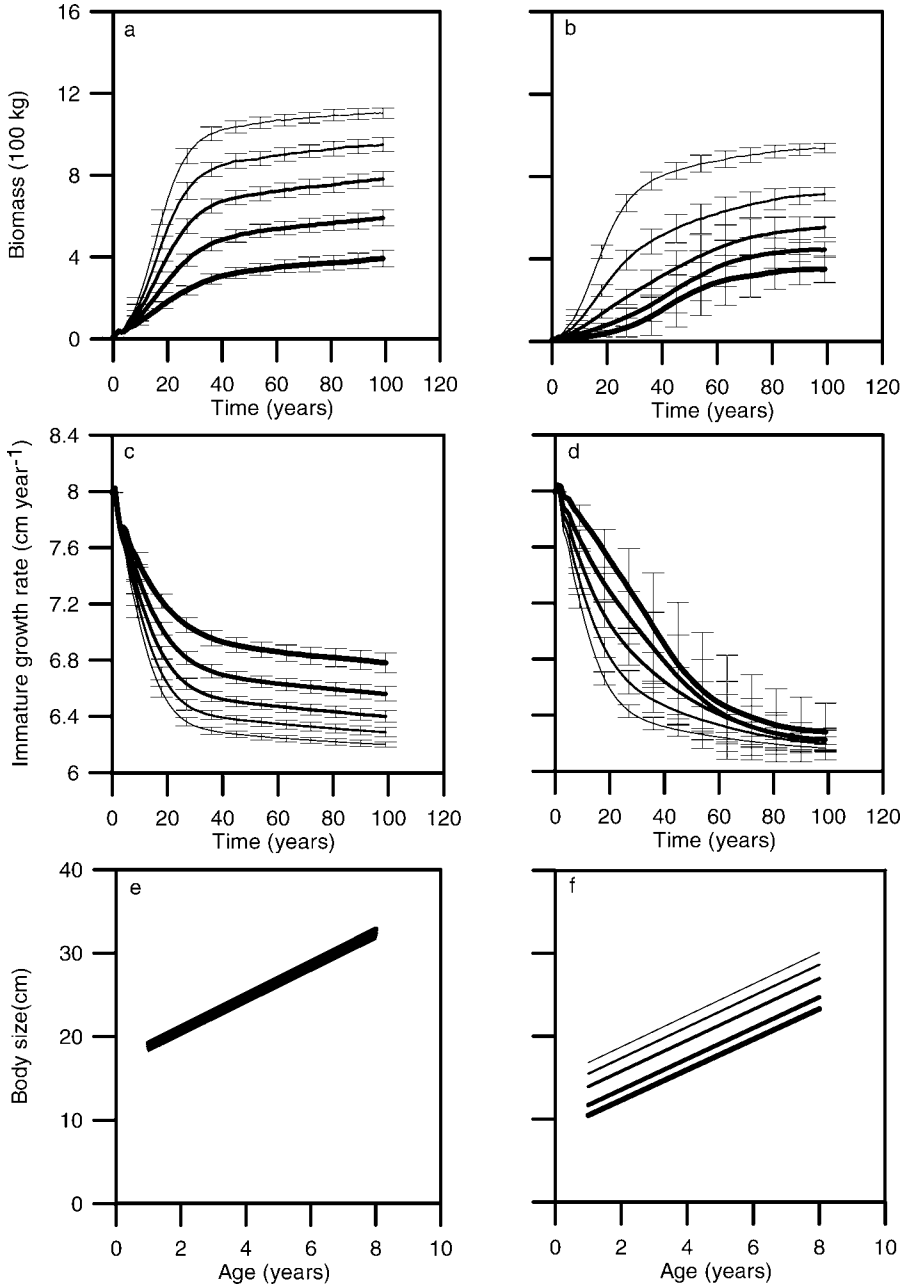 a
b
16
12
8
4
0
Biomass (100 kg)
0 20 40 60 80 100 120
0 20 40 60 80 100 120
Time (years)
Time (years)
c
d
8.4
8
7.6
7.2
6.8
6.4
6
Immature growth rate (cm year-1)
0 20 40 60 80 100 120
0 20 40 60 80 100 120
Time (years)
Time (years)
e
f
40
30
20
10
0
Body size(cm)
0 2 4 6 8 10
0 2 4 6 8 10
Age (years)
Age (years)